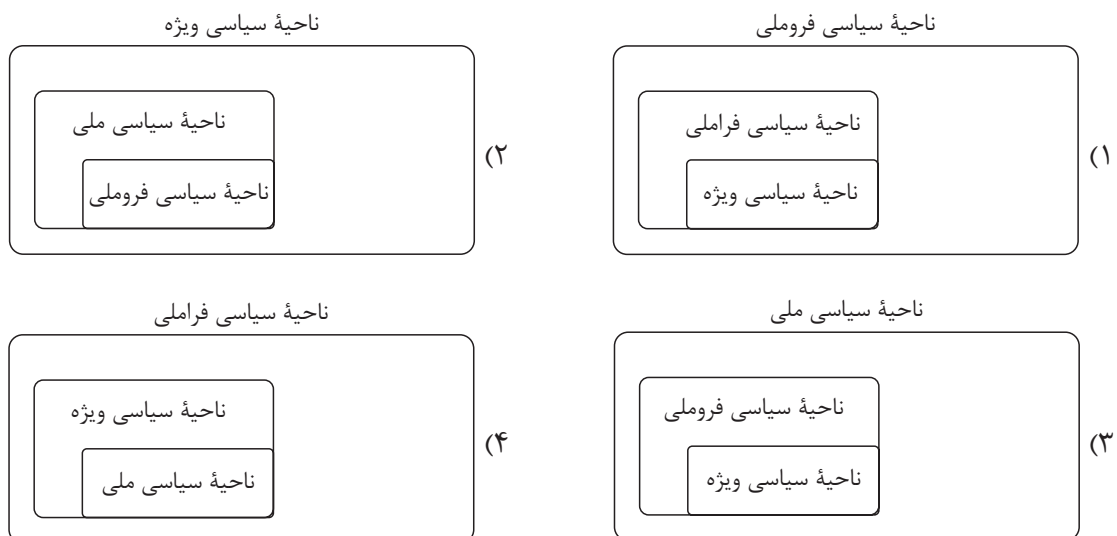 ناحیهٔ سیاسی فروملی
ناحیهٔ سیاسی فراملی
ناحیهٔ سیاسی ویژه
۱)
ناحیهٔ سیاسی ویژه
ناحیهٔ سیاسی ملی
ناحیهٔ سیاسی فروملی
۲)
ناحیهٔ سیاسی ملی
ناحیهٔ سیاسی فروملی
ناحیهٔ سیاسی ویژه
۳)
ناحیهٔ سیاسی فراملی
ناحیهٔ سیاسی ویژه
ناحیهٔ سیاسی ملی
۴)